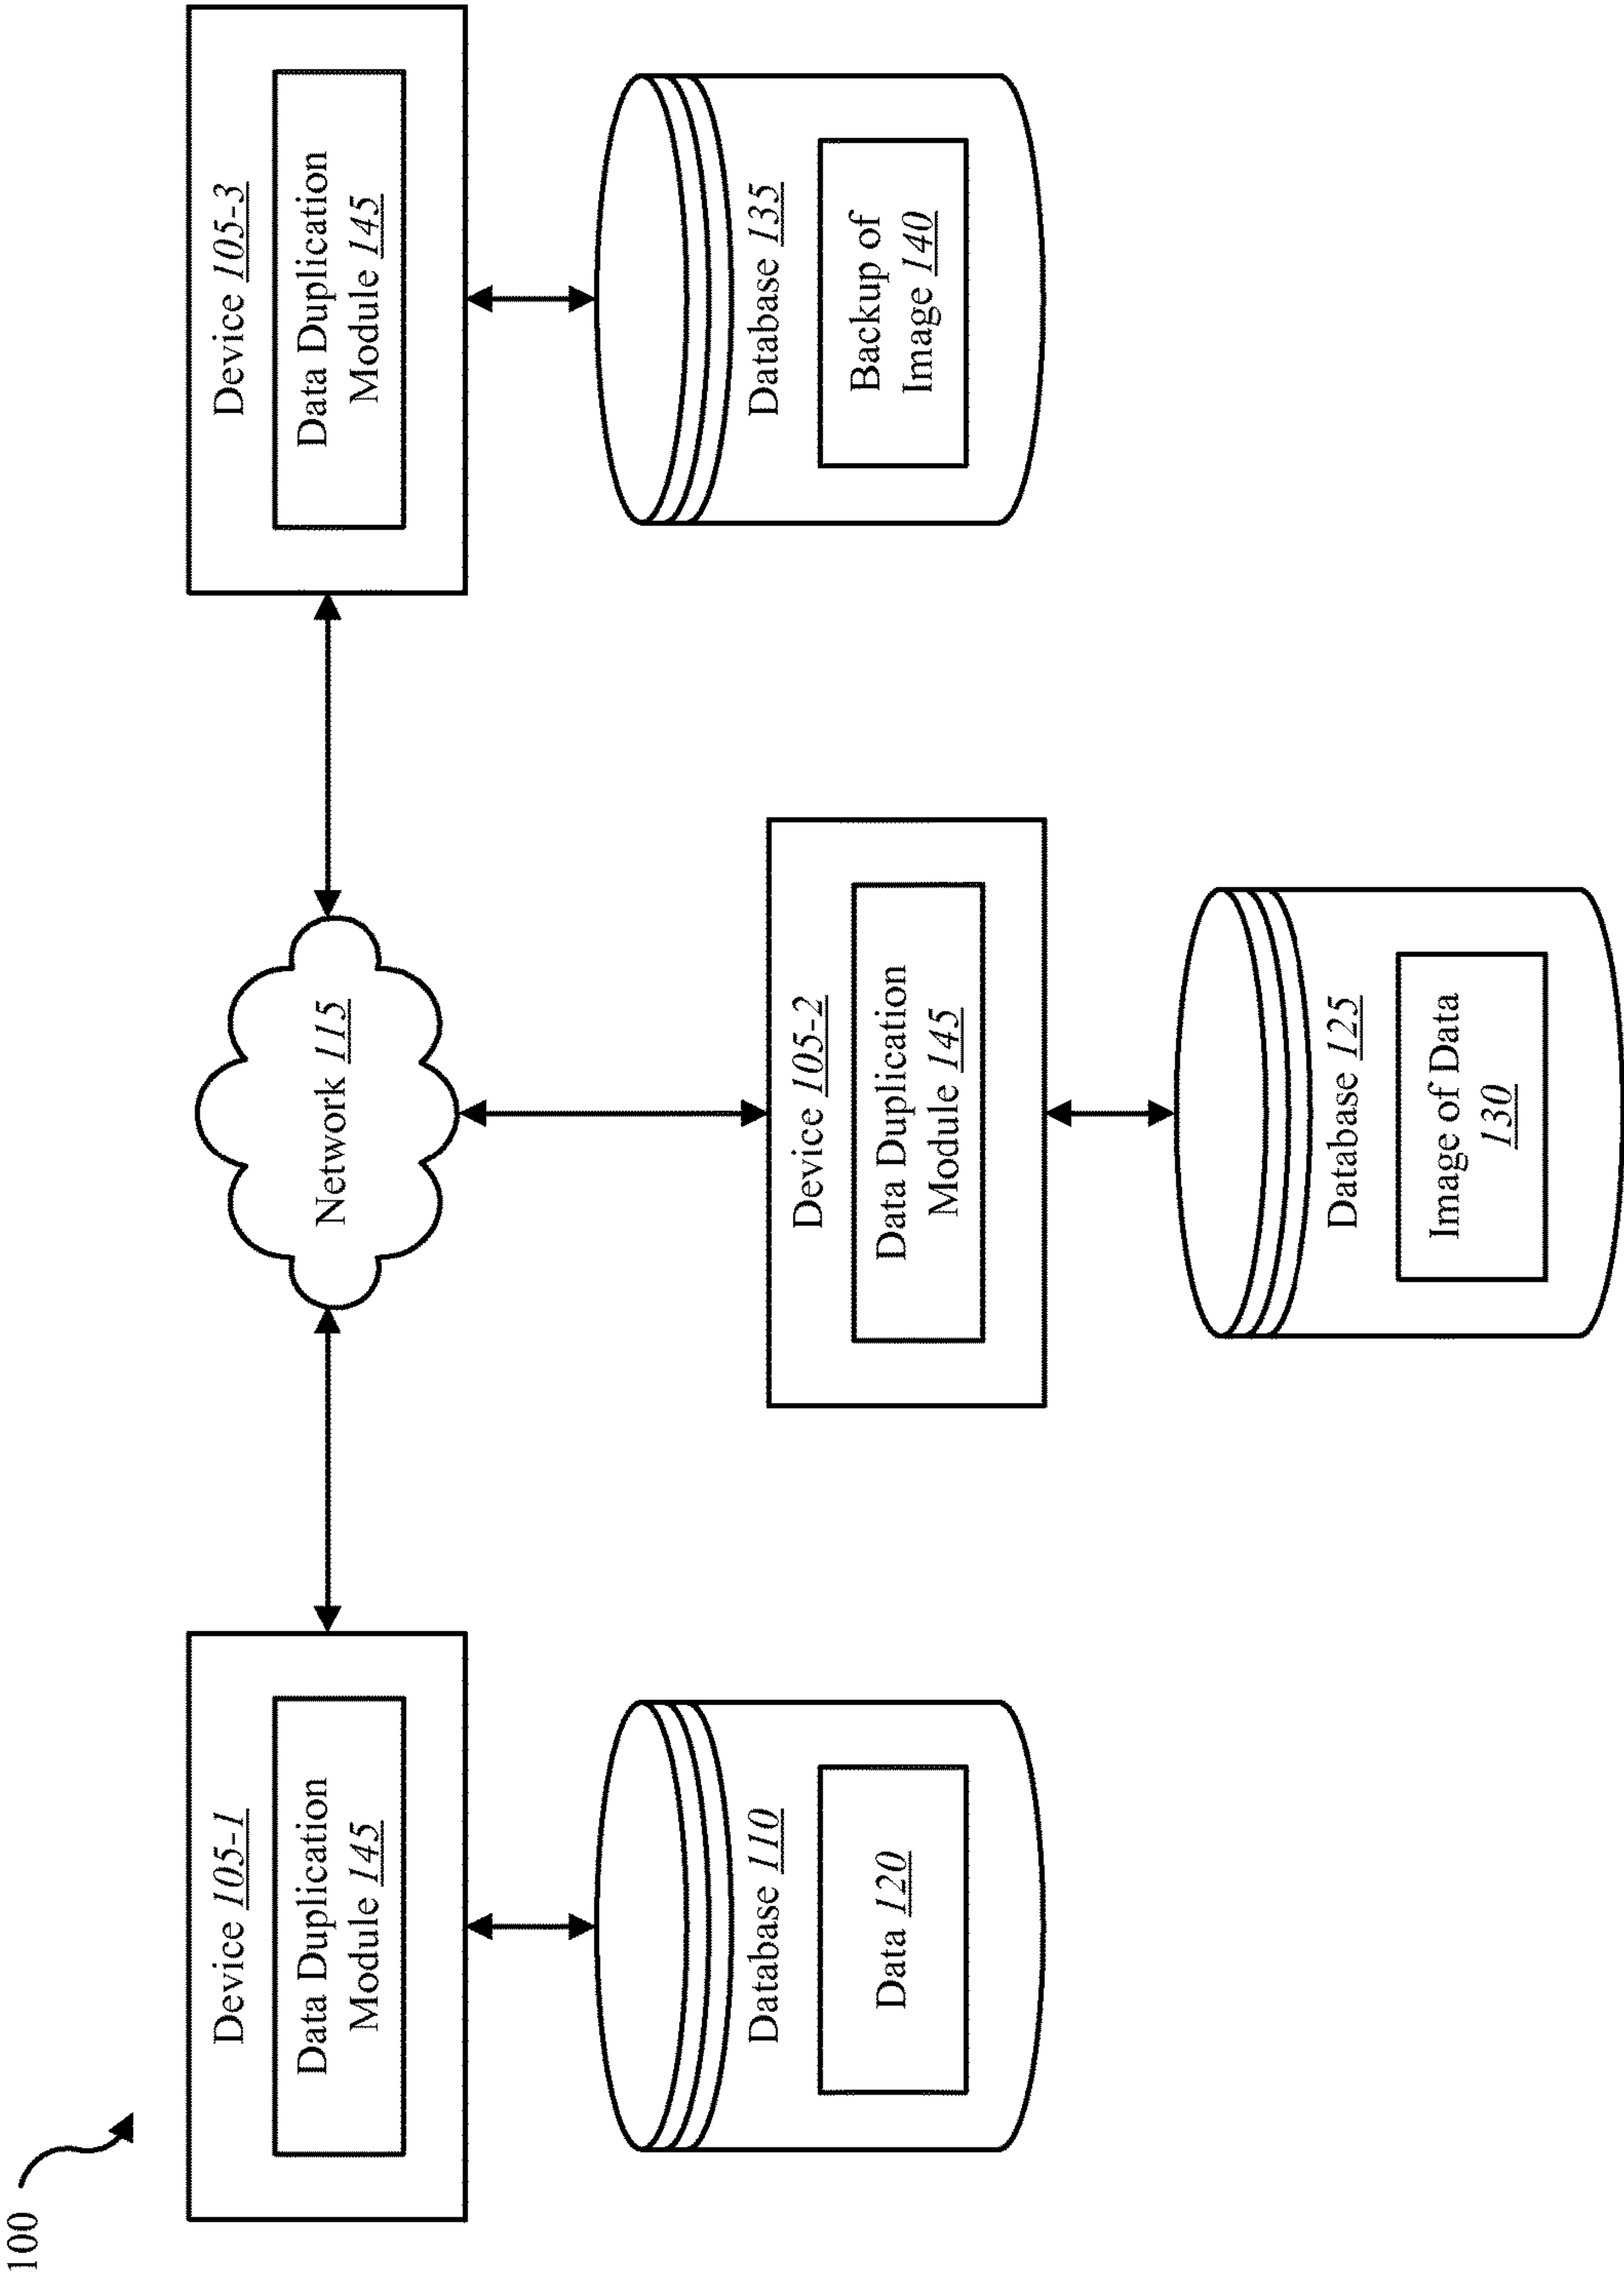 100
Device 105-1
Data Duplication
Module 145
Database 110
Data 120
Network 115
Device 105-2
Data Duplication
Module 145
Database 125
Image of Data
130
Device 105-3
Data Duplication
Module 145
Database 135
Backup of
Image 140